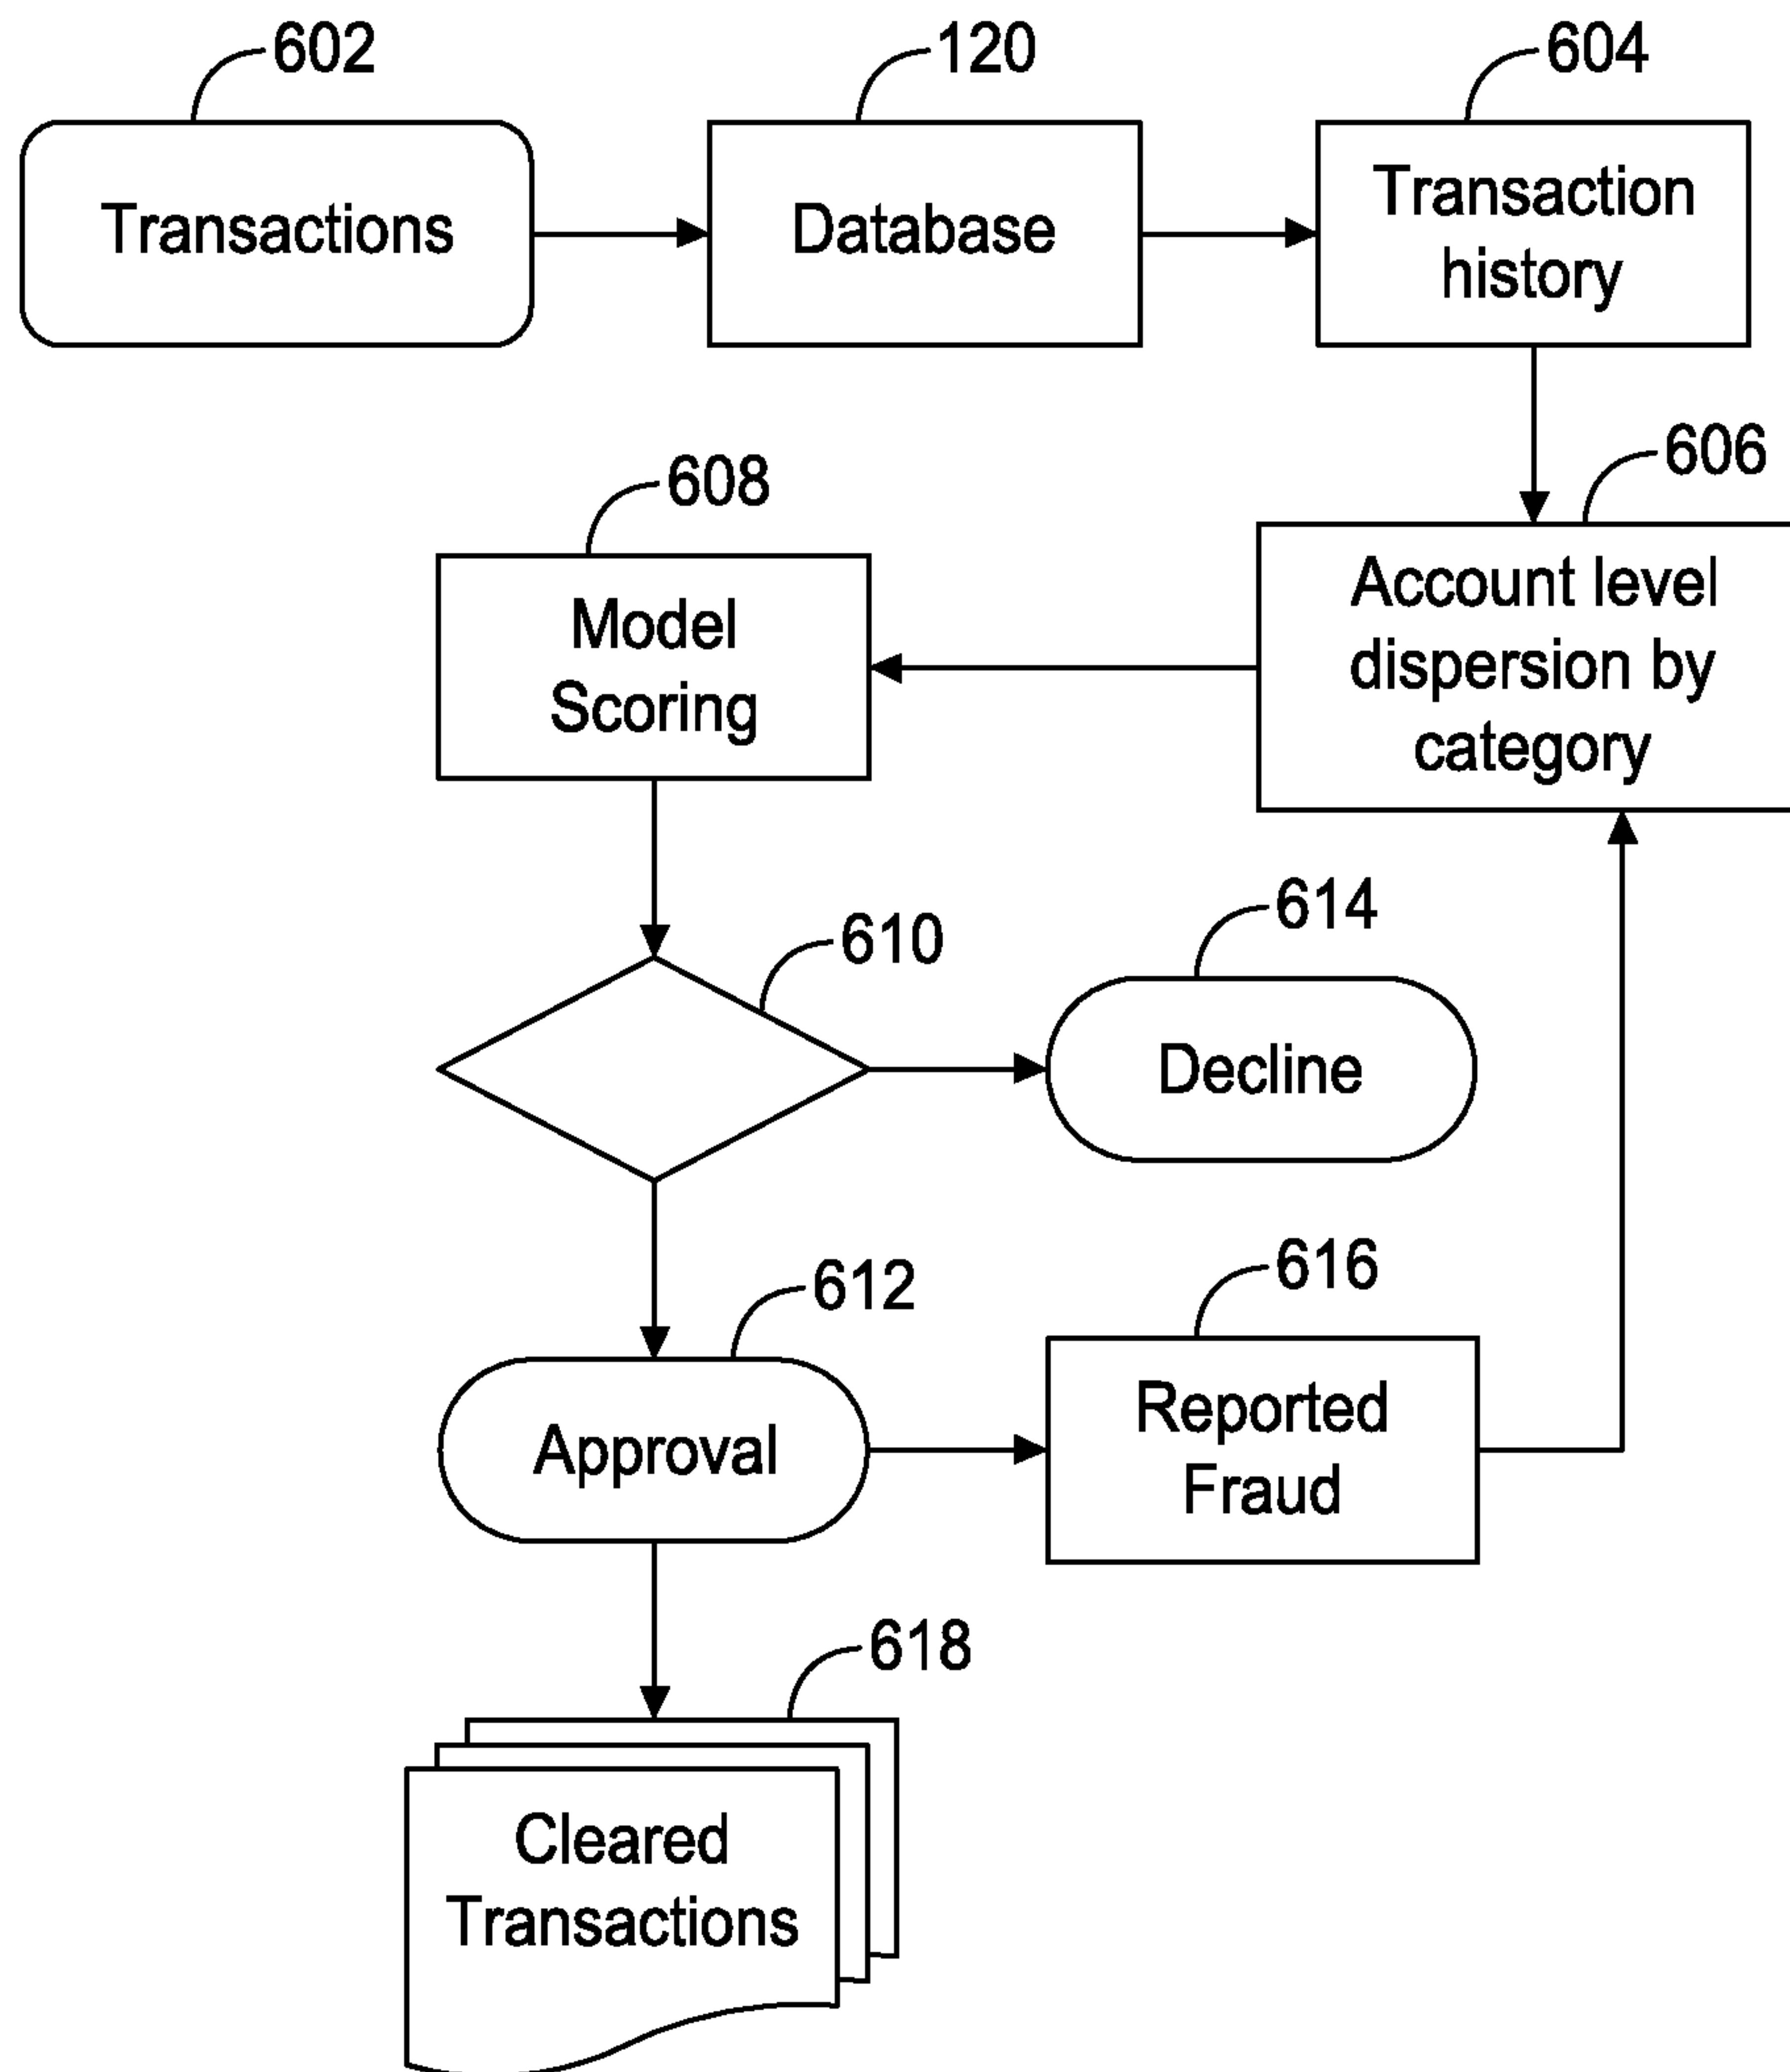 602
120
604
Transactions
Database
Transaction
history
608
606
Model
Scoring
Account level
dispersion by
category
610
614
Decline
612
616
Approval
Reported
Fraud
618
Cleared
Transactions